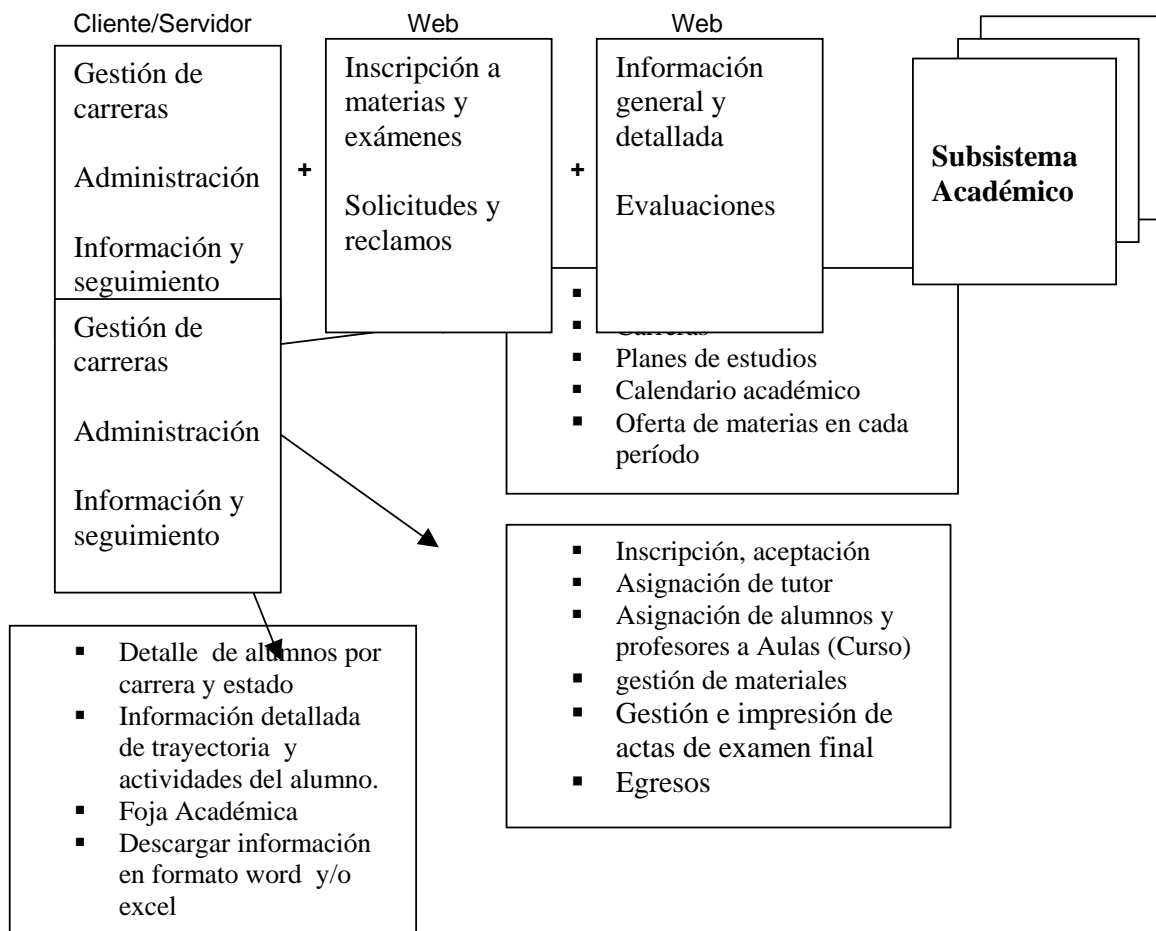 Cliente/Servidor
Web
Web
Gestión de
carreras
Administración
Información y
seguimiento
+
Inscripción a
materias y
exámenes
Solicitudes y
reclamos
+
Información
general y
detallada
Evaluaciones
Subsistema
Académico
Gestión de
carreras
Administración
Información y
seguimiento
Carreras
Planes de estudios
Calendario académico
Oferta de materias en cada
período
Inscripción, aceptación
Asignación de tutor
Asignación de alumnos y
profesores a Aulas (Curso)
gestión de materiales
Gestión e impresión de
actas de examen final
Egresos
Detalle de alumnos por
carrera y estado
Información detallada
de trayectoria y
actividades del alumno.
Foja Académica
Descargar información
en formato word y/o
excel